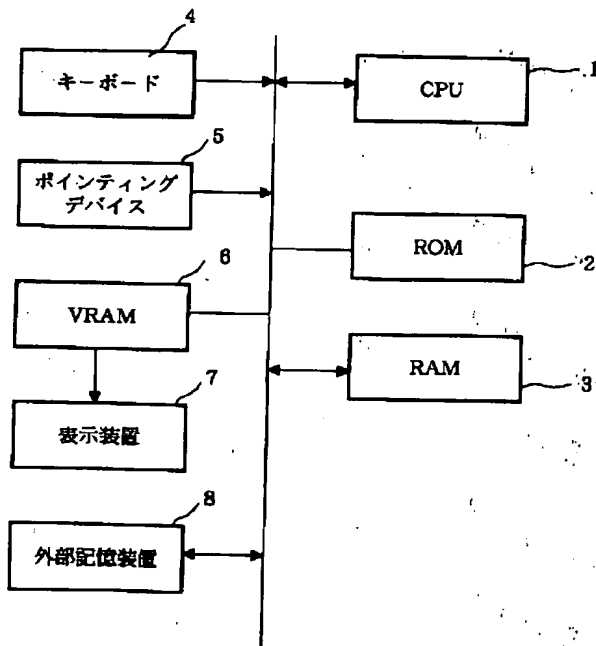 4
キーボード
1
CPU
5
ポインティング
デバイス
ROM
2
6
VRAM
RAM
3
7
表示装置
8
外部記憶装置